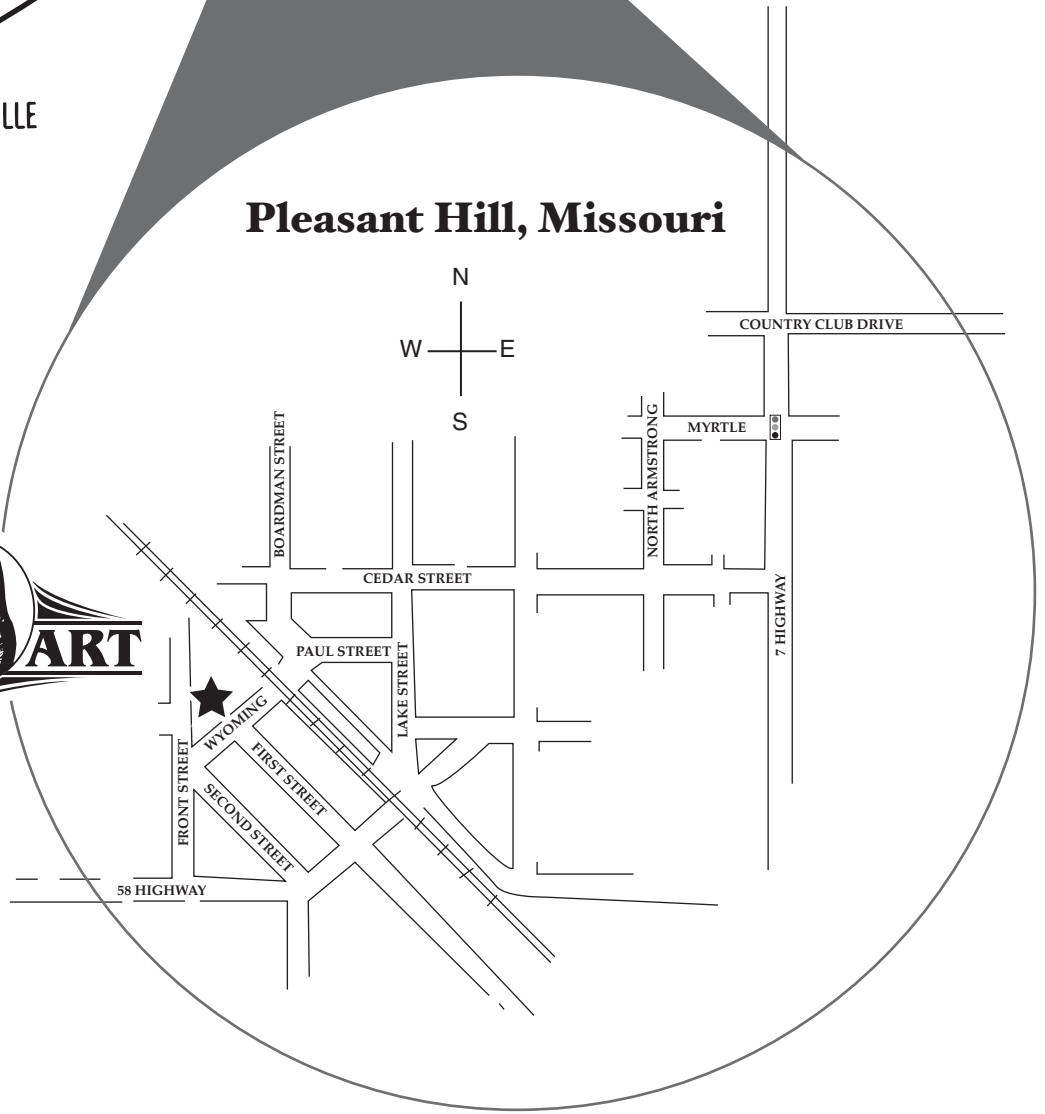 LLE
Pleasant Hill, Missouri
N
W E
S
COUNTRY CLUB DRIVE
MYRTLE
NORTH ARMSTRONG
BOARDMAN STREET
CEDAR STREET
7 HIGHWAY
PAUL STREET
LAKE STREET
ART
WYOMING
FIRST STREET
FRONT STREET
SECOND STREET
58 HIGHWAY